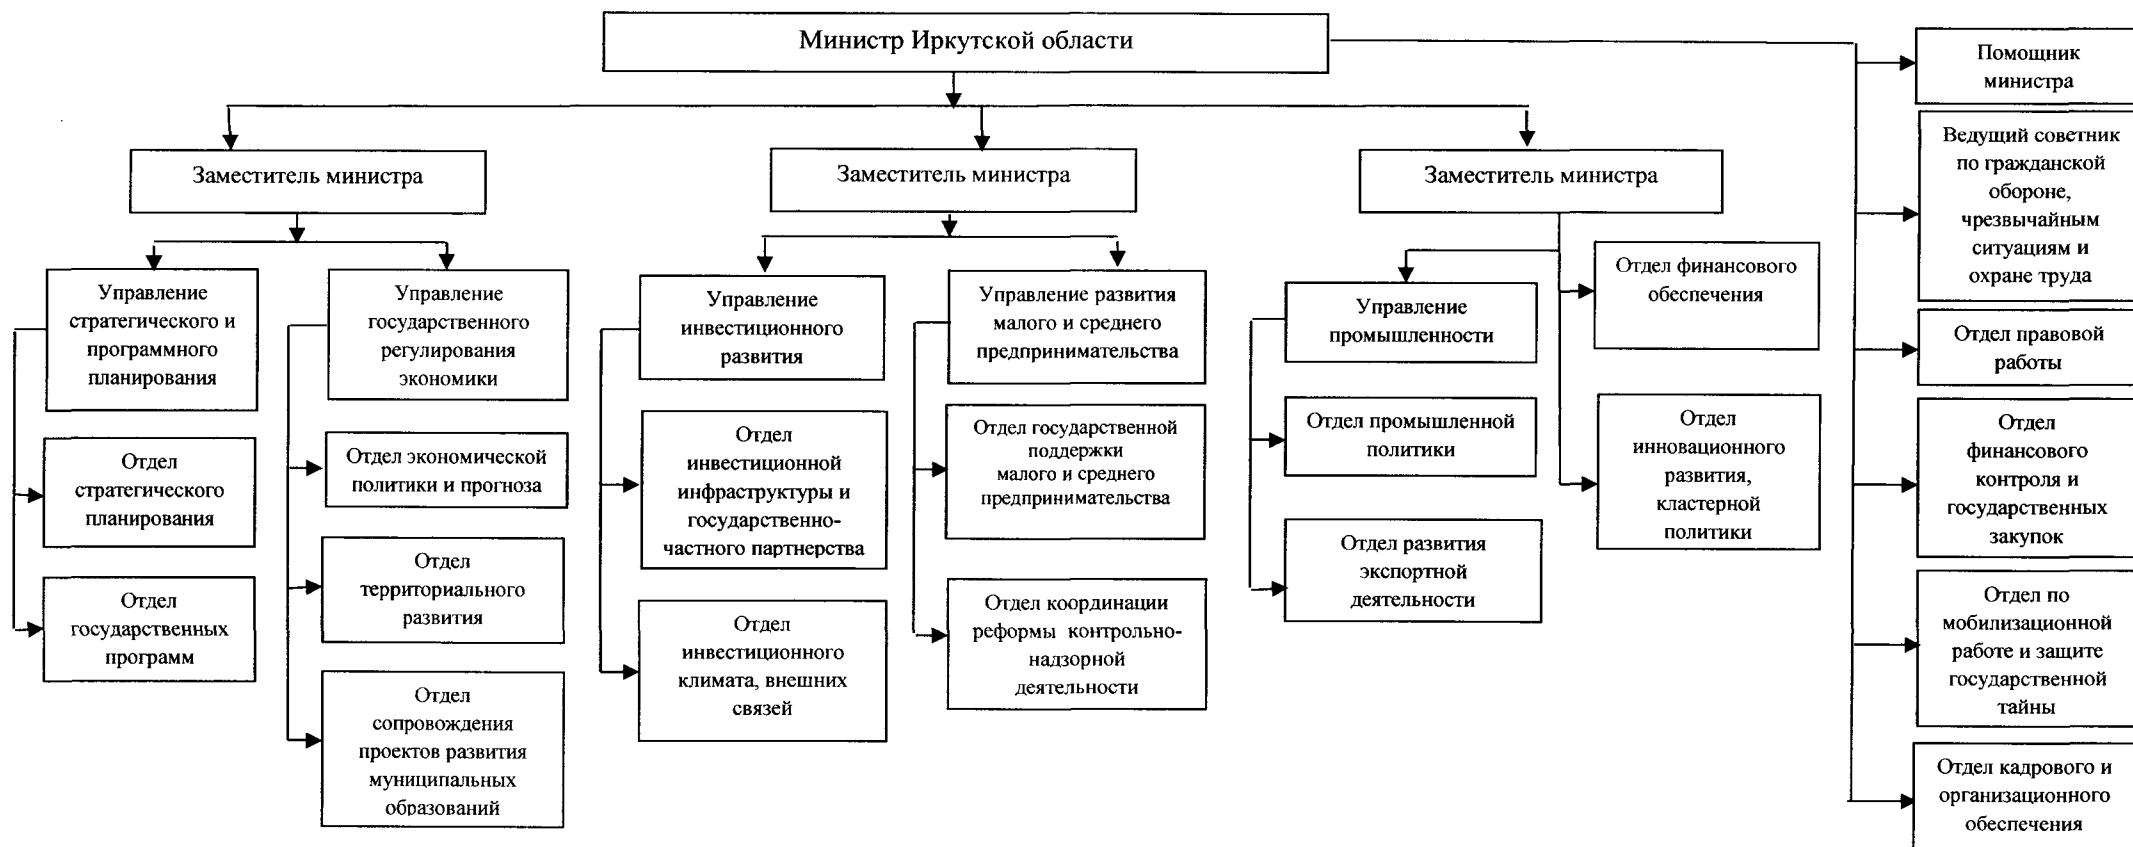 Министр Иркутской области
Помощник
министра
Ведущий советник
по гражданской
обороне,
чрезвычайным
ситуациям и
охране труда
Отдел правовой
работы
Отдел
финансового
контроля и
государственных
закупок
Отдел по
мобилизационной
работе и защите
государственной
тайны
Отдел кадрового и
организационного
обеспечения
Заместитель министра
Управление
стратегического и
программного
планирования
Отдел
стратегического
планирования
Отдел
государственных
программ
Управление
государственного
регулирования
экономики
Отдел экономической
политики и прогноза
Отдел
территориального
развития
Отдел
сопровождения
проектов развития
муниципальных
образований
Заместитель министра
Управление
инвестиционного
развития
Отдел
инвестиционной
инфраструктуры и
государственно-
частного партнерства
Отдел
инвестиционного
климата, внешних
связей
Управление развития
малого и среднего
предпринимательства
Отдел государственной
поддержки
малого и среднего
предпринимательства
Отдел координации
реформы контрольно-
надзорной
деятельности
Заместитель министра
Управление
промышленности
Отдел промышленной
политики
Отдел развития
экспортной
деятельности
Отдел финансового
обеспечения
Отдел
инновационного
развития,
кластерной
политики